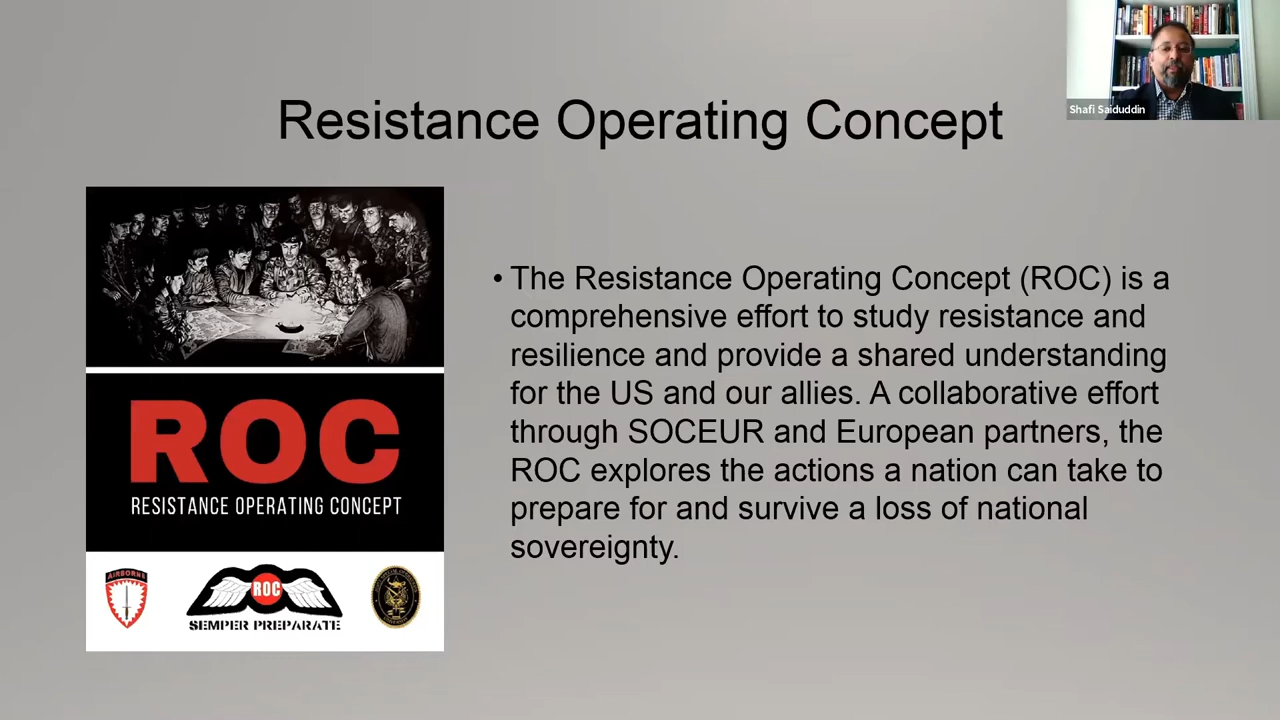 Shafi Saiduddin
Resistance Operating Concept
ROC
RESISTANCE OPERATING CONCEPT
AIRBORNE
ROC
SEMPER PREPARATE
• The Resistance Operating Concept (ROC) is a
comprehensive effort to study resistance and
resilience and provide a shared understanding
for the US and our allies. A collaborative effort
through SOCEUR and European partners, the
ROC explores the actions a nation can take to
prepare for and survive a loss of national
sovereignty.